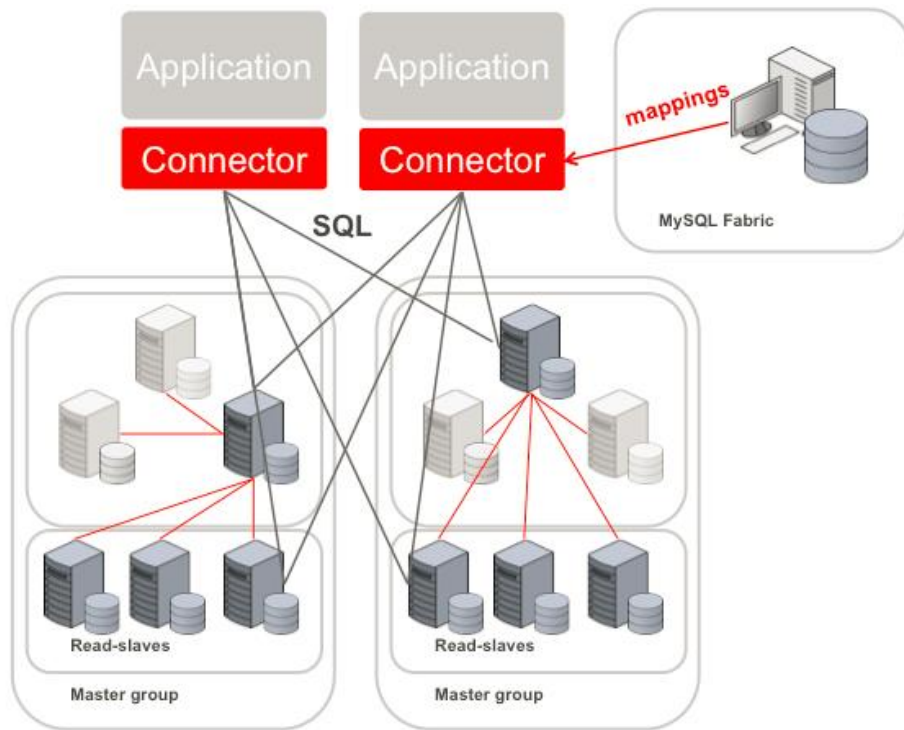 Application
Application
Connector
Connector
mappings
MySQL Fabric
SQL
Read-slaves
Read-slaves
Master group
Master group